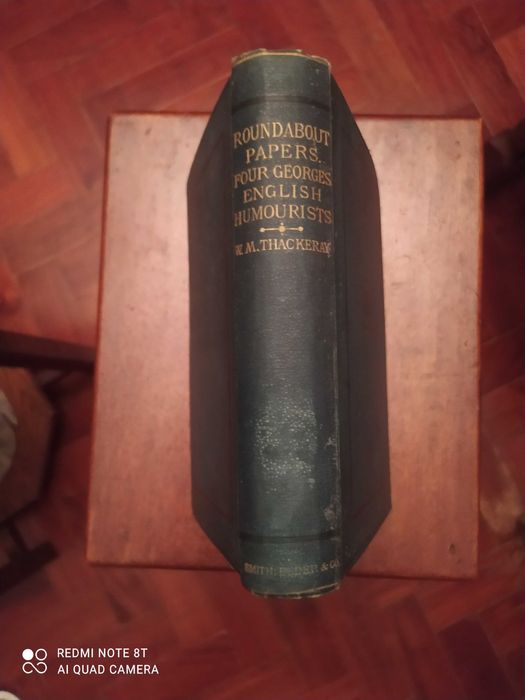 ROUNDABOUT
PAPERS.
FOUR GEORGES
ENGLISH
HUMOURISTS
W. M. THACKERAY
SMITH, ELDER & CO.
REDMI NOTE 8T
AI QUAD CAMERA